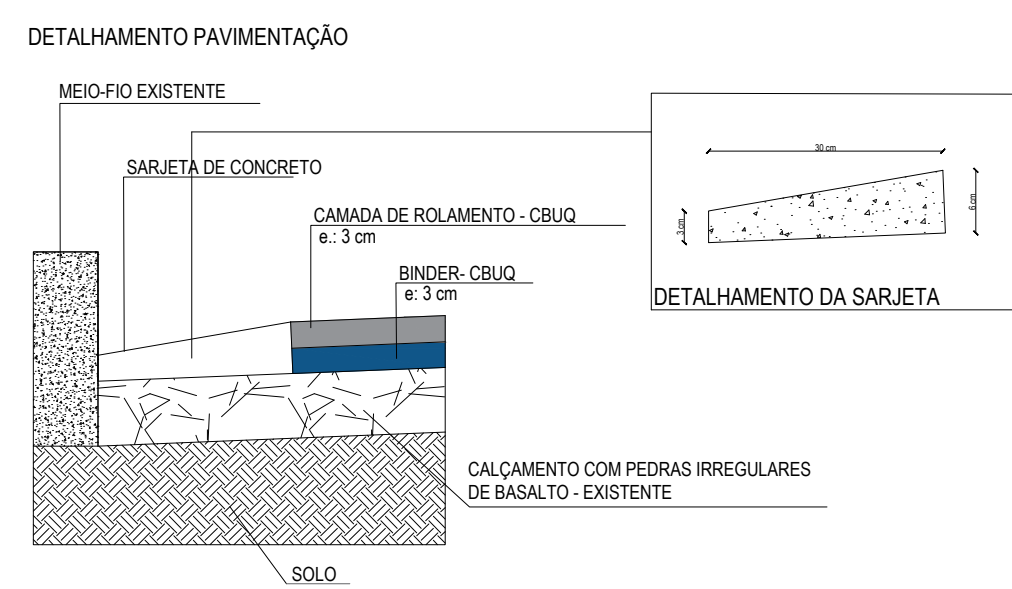 DETALHAMENTO PAVIMENTAÇÃO
MEIO-FIO EXISTENTE
SARJETA DE CONCRETO
CAMADA DE ROLAMENTO - CBUQ
e.: 3 cm
BINDER- CBUQ
e: 3 cm
30 cm
3 cm
6 cm
DETALHAMENTO DA SARJETA
CALÇAMENTO COM PEDRAS IRREGULARES
DE BASALTO - EXISTENTE
SOLO